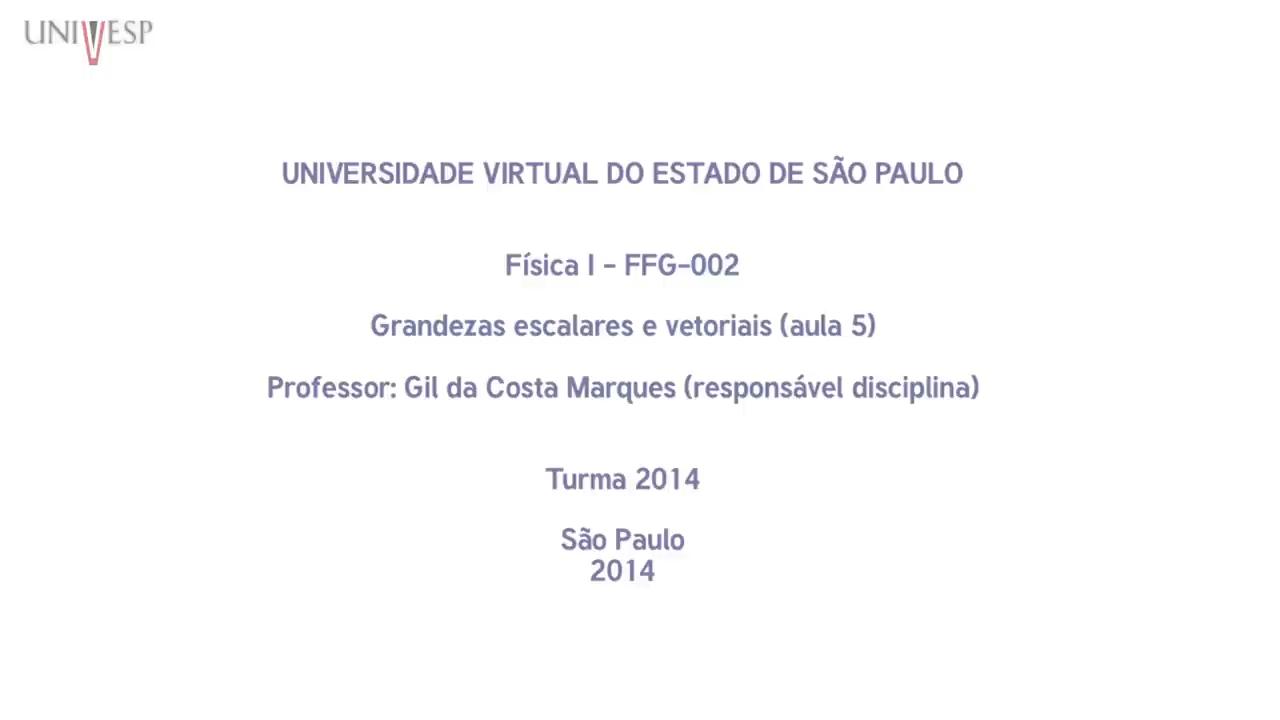 UNIVESP
UNIVERSIDADE VIRTUAL DO ESTADO DE SÃO PAULO
Física I - FFG-002
Grandezas escalares e vetoriais (aula 5)
Professor: Gil da Costa Marques (responsável disciplina)
Turma 2014
São Paulo
2014